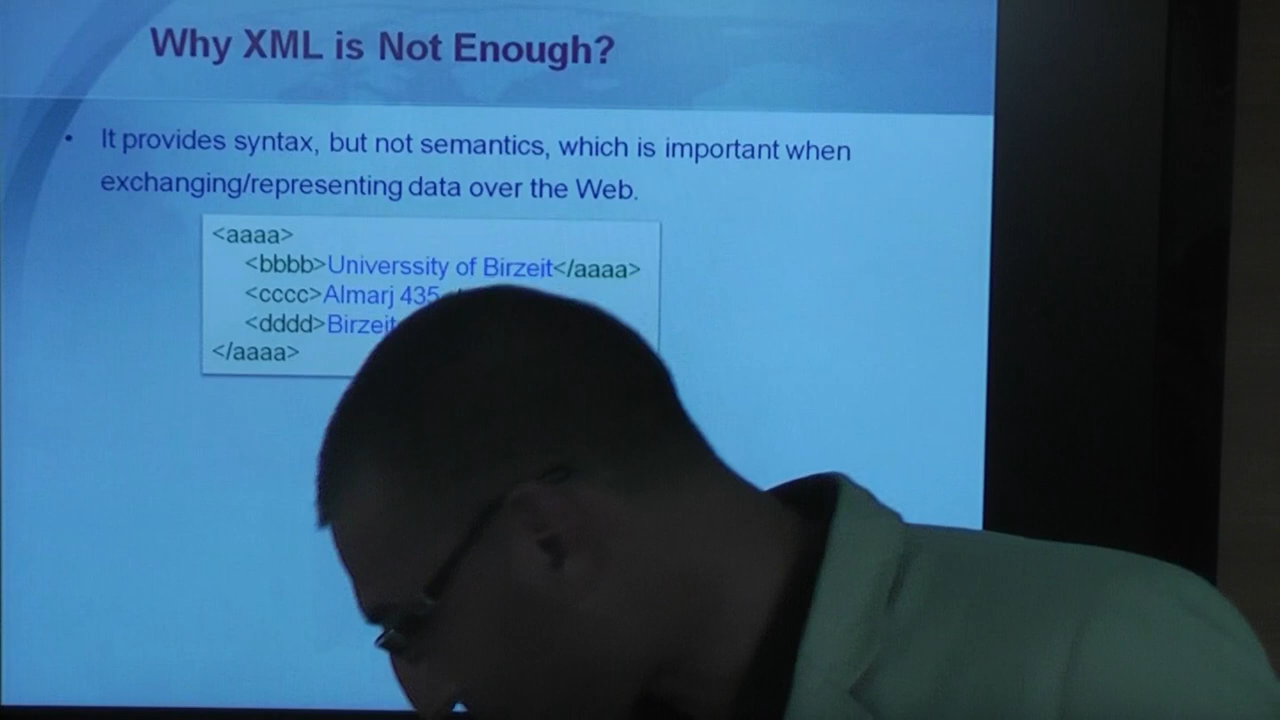 Why XML is Not Enough?
• It provides syntax, but not semantics, which is important when
exchanging/representing data over the Web.
<aaaa>
<bbbb>Universsity of Birzeit</aaaa>
<cccc>Almarj 435
<dddd>Birzeit
</aaaa>